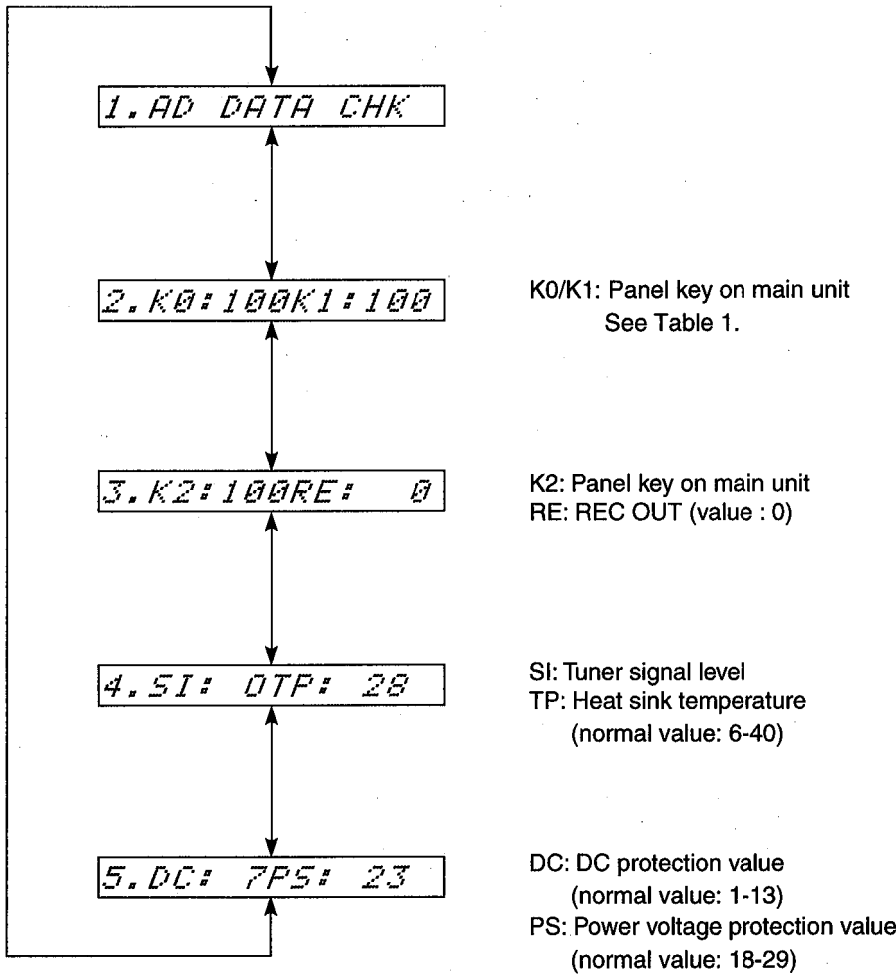 1.AD DATA CHK
2.K0:100K1:100
K0/K1: Panel key on main unit
See Table 1.
3.K2:100RE: 0
K2: Panel key on main unit
RE: REC OUT (value : 0)
4.SI: 0TP: 28
SI: Tuner signal level
TP: Heat sink temperature
(normal value: 6-40)
5.DC: 7PS: 23
DC: DC protection value
(normal value: 1-13)
PS: Power voltage protection value
(normal value: 18-29)